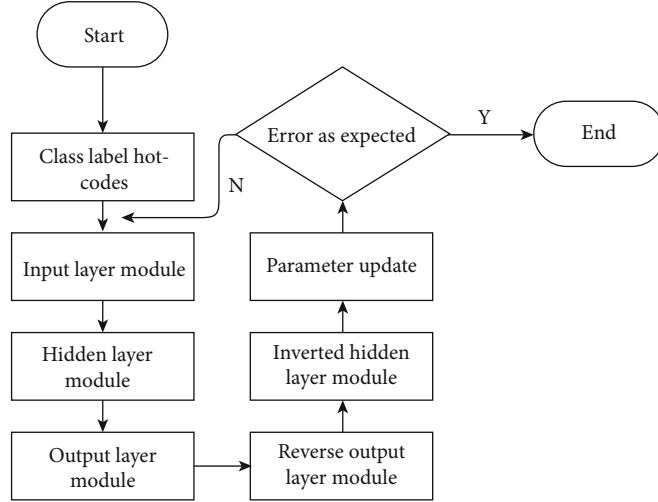 Start
Class label hot-
codes
Input layer module
Hidden layer
module
Output layer
module
Reverse output
layer module
Inverted hidden
layer module
Parameter update
Error as expected
N
Y
End